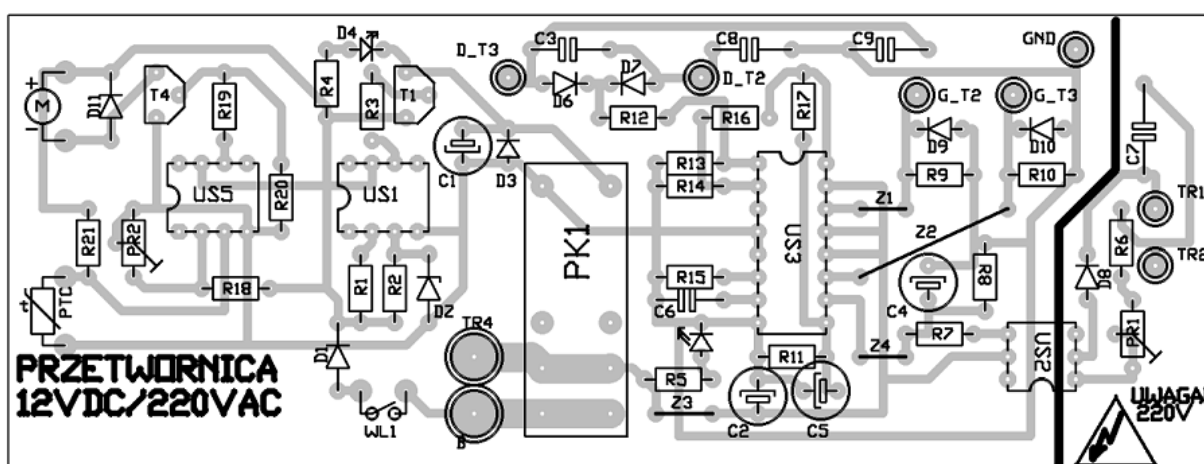 D4
D_T3
C3
C8
C9
GND
D11
T4
R19
R4
R3
T1
D6
D7
D_T2
R17
G_T2
G_T3
+
M
-
R12
R16
D9
D10
C7
C1
D3
R13
R14
R9
R10
US5
R20
US1
Z1
TR1
R21
PR2
PK1
US3
Z2
R6
TR2
PTC
R18
R1
R2
D2
R15
C6
C4
R8
D8
D1
TR4
R11
Z4
R7
US2
PR1
PRZETWORNICA
12VDC/220VAC
R5
WL1
B
Z3
C2
C5
UWAGA
220V